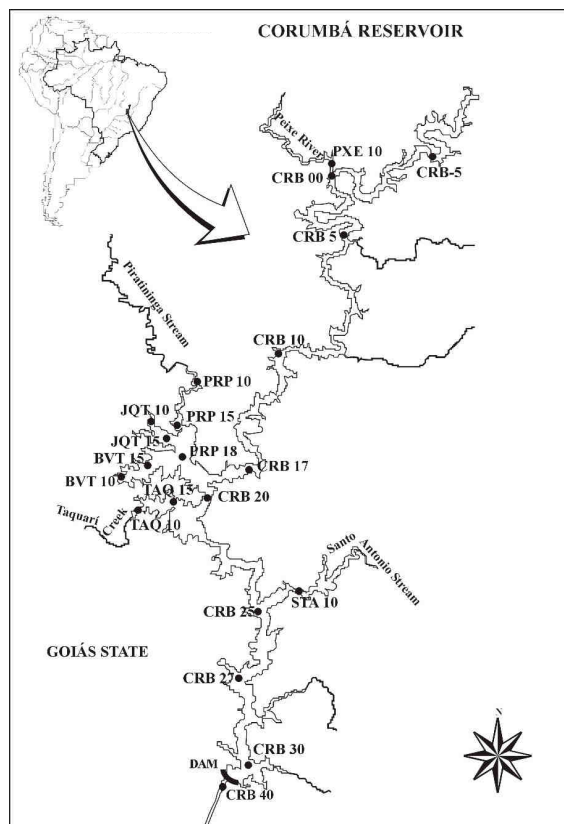 CORUMBÁ RESERVOIR
Peixe River
PXE 10
CRB-5
CRB 00
CRB 5
Piratininga Stream
CRB 10
PRP 10
JQT 10
PRP 15
JQT 15
PRP 18
BVT 15
CRB 17
BVT 10
TAQ 15
CRB 20
TAQ 10
Taquarí Creek
Santo Antonio Stream
STA 10
CRB 25
GOIÁS STATE
CRB 27
CRB 30
DAM
CRB 40
N